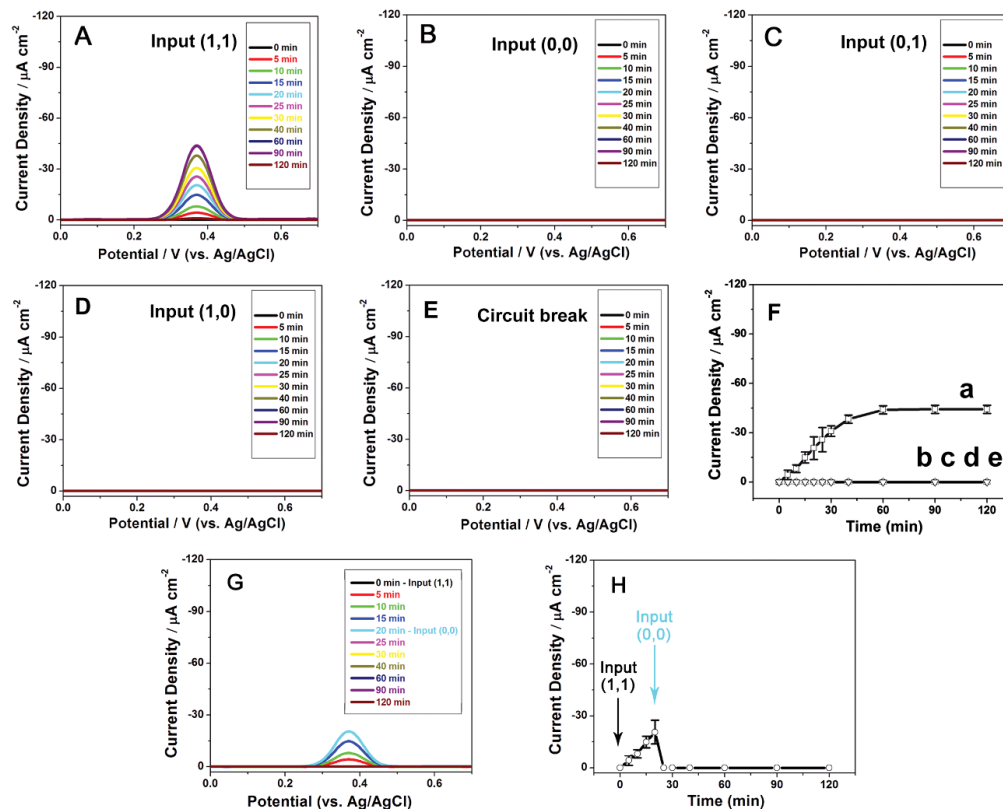 A
Input (1,1)
Current Density / µA cm⁻²
-120
-90
-60
-30
0
0 min
5 min
10 min
15 min
20 min
25 min
30 min
40 min
60 min
90 min
120 min
0.0 0.2 0.4 0.6
Potential / V (vs. Ag/AgCl)
B
Input (0,0)
Current Density / µA cm⁻²
-120
-90
-60
-30
0
0 min
5 min
10 min
15 min
20 min
25 min
30 min
40 min
60 min
90 min
120 min
0.0 0.2 0.4 0.6
Potential / V (vs. Ag/AgCl)
C
Input (0,1)
Current Density / µA cm⁻²
-120
-90
-60
-30
0
0 min
5 min
10 min
15 min
20 min
25 min
30 min
40 min
60 min
90 min
120 min
0.0 0.2 0.4 0.6
Potential / V (vs. Ag/AgCl)
D
Input (1,0)
Current Density / µA cm⁻²
-120
-90
-60
-30
0
0 min
5 min
10 min
15 min
20 min
25 min
30 min
40 min
60 min
90 min
120 min
0.0 0.2 0.4 0.6
Potential / V (vs. Ag/AgCl)
E
Circuit break
Current Density / µA cm⁻²
-120
-90
-60
-30
0
0 min
5 min
10 min
15 min
20 min
25 min
30 min
40 min
60 min
90 min
120 min
0.0 0.2 0.4 0.6
Potential / V (vs. Ag/AgCl)
F
Current Density / µA cm⁻²
-120
-90
-60
-30
0
a
b c d e
0 30 60 90 120
Time (min)
G
Current Density / µA cm⁻²
-120
-90
-60
-30
0
0 min - Input (1,1)
5 min
10 min
15 min
20 min - Input (0,0)
25 min
30 min
40 min
60 min
90 min
120 min
0.0 0.2 0.4 0.6
Potential (vs. Ag/AgCl)
H
Current Density / µA cm⁻²
-120
-90
-60
-30
0
Input
(0,0)
Input
(1,1)
0 30 60 90 120
Time (min)